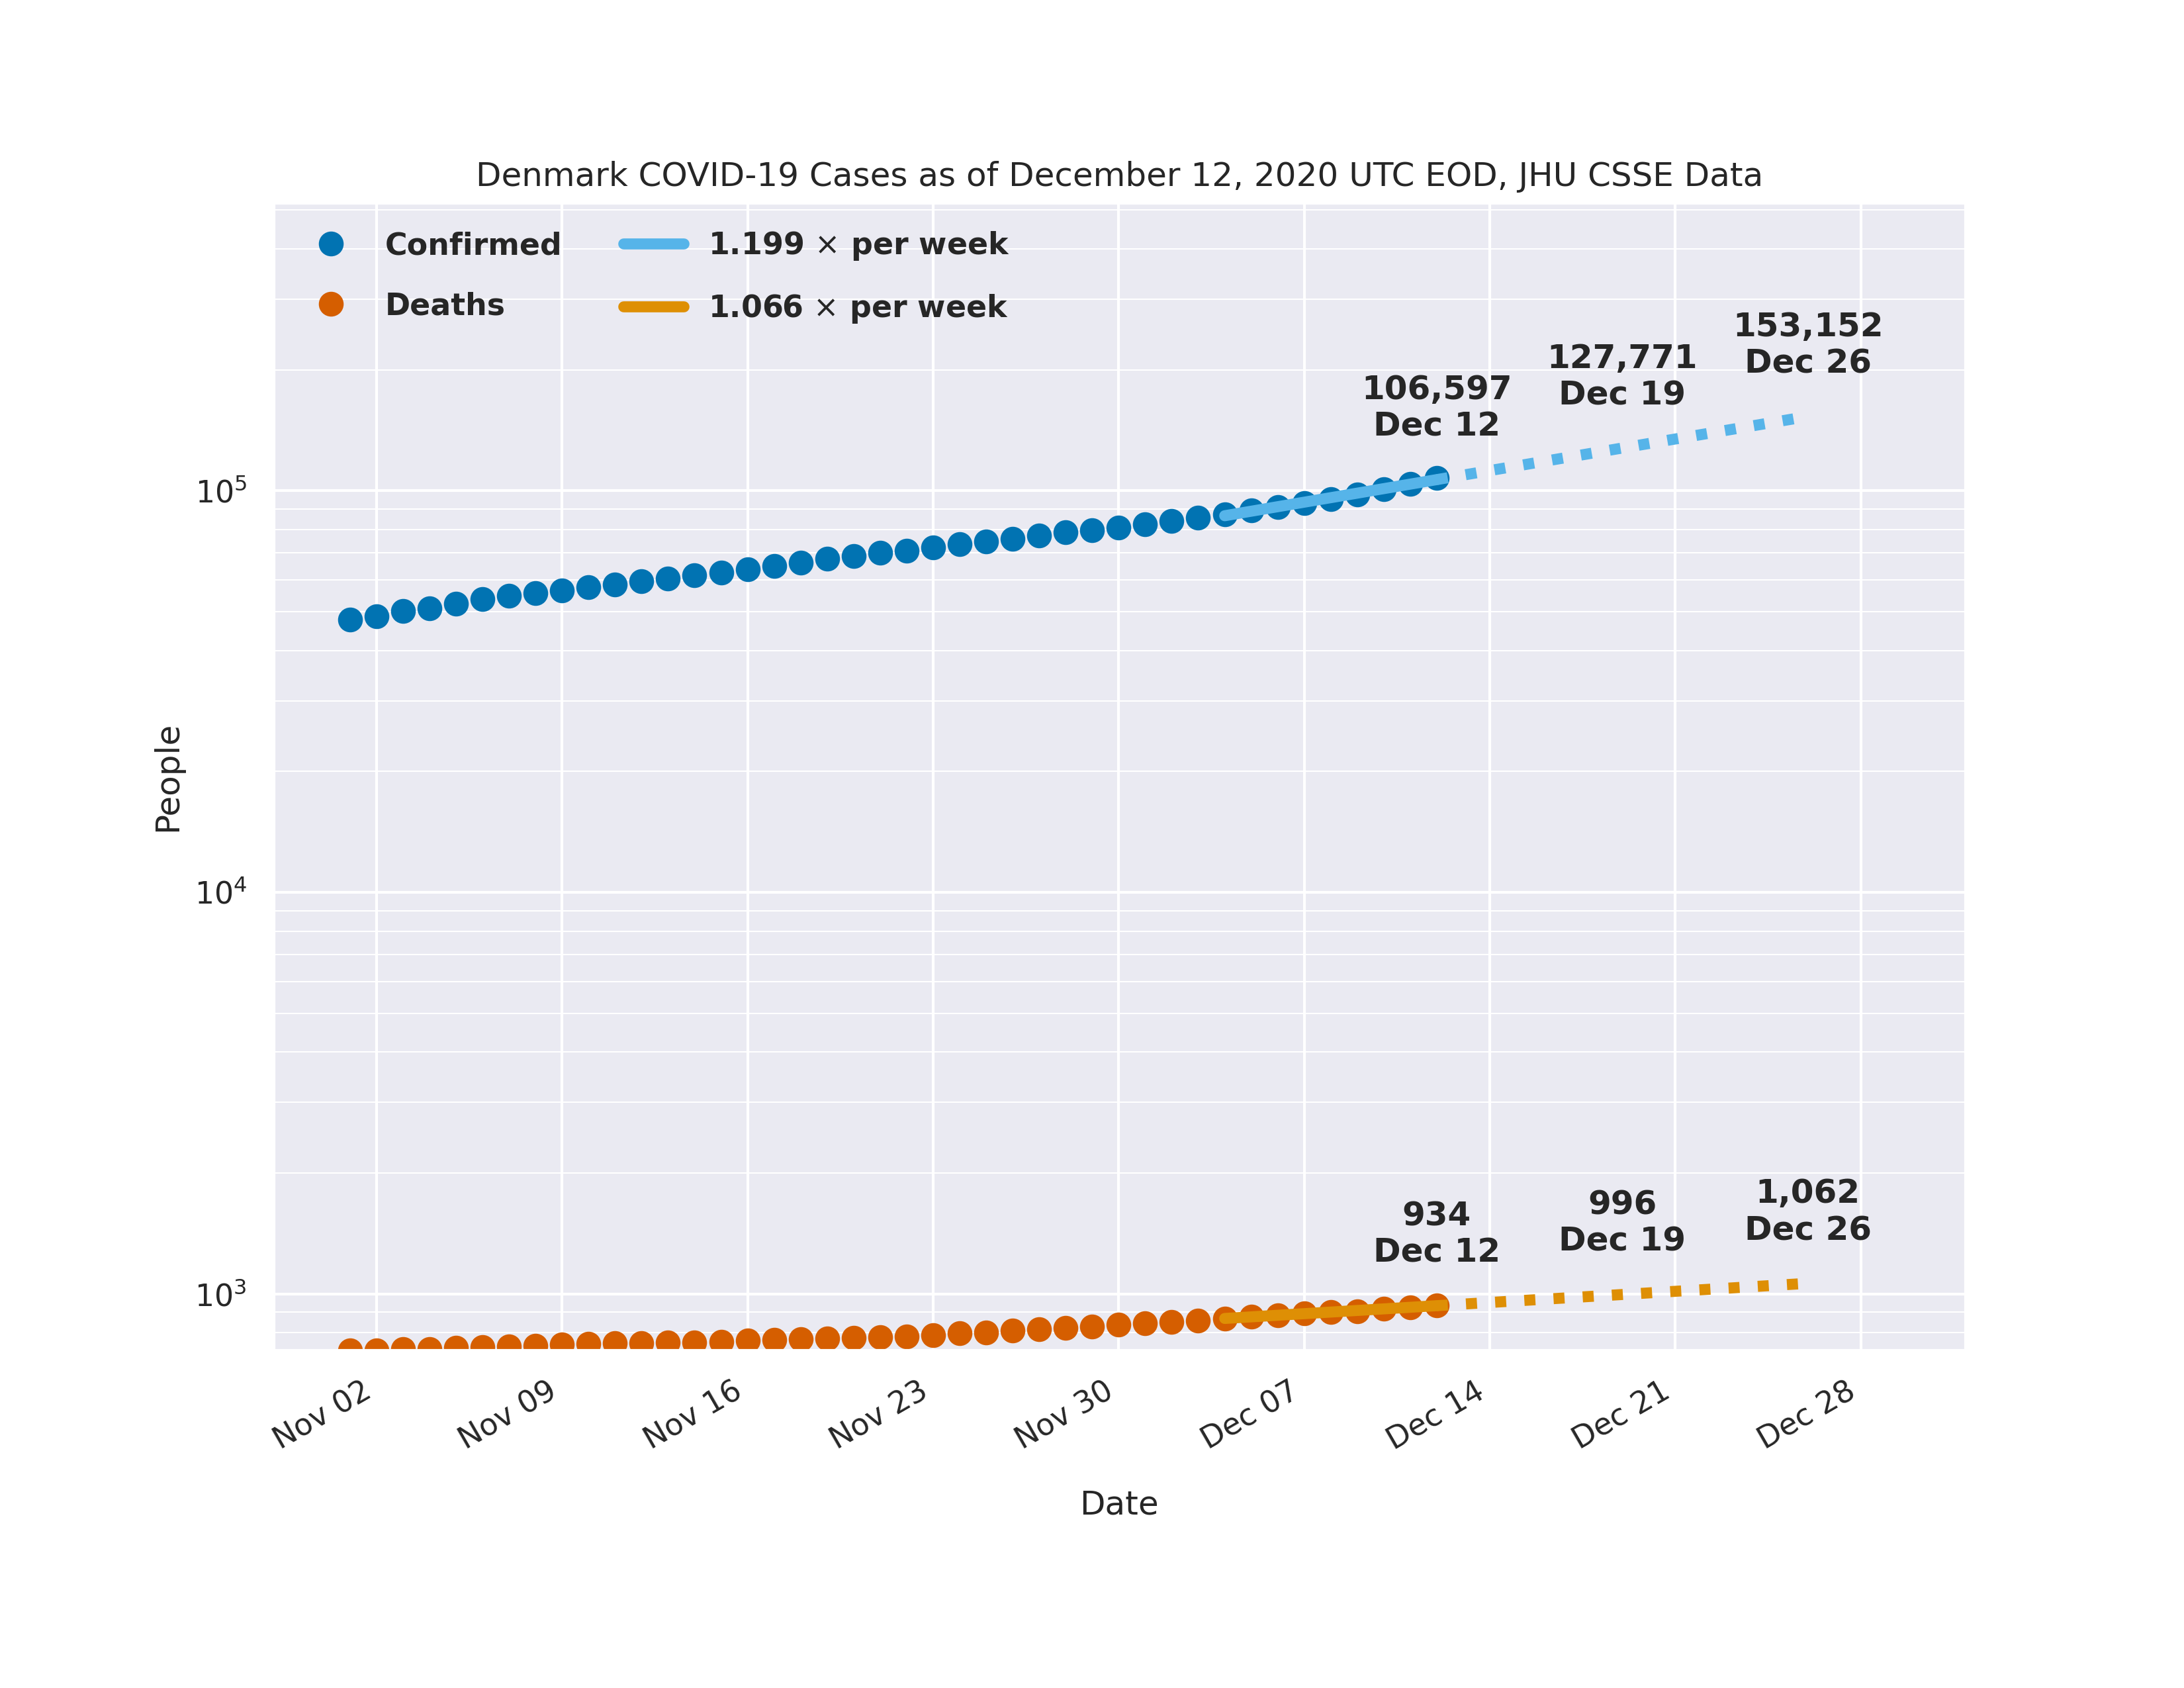 Denmark COVID-19 Cases as of December 12, 2020 UTC EOD, JHU CSSE Data
Confirmed
Deaths
1.199 × per week
1.066 × per week
153,152
Dec 26
127,771
Dec 19
106,597
Dec 12
10⁵
10⁴
10³
People
934
Dec 12
996
Dec 19
1,062
Dec 26
Nov 02
Nov 09
Nov 16
Nov 23
Nov 30
Dec 07
Dec 14
Dec 21
Dec 28
Date